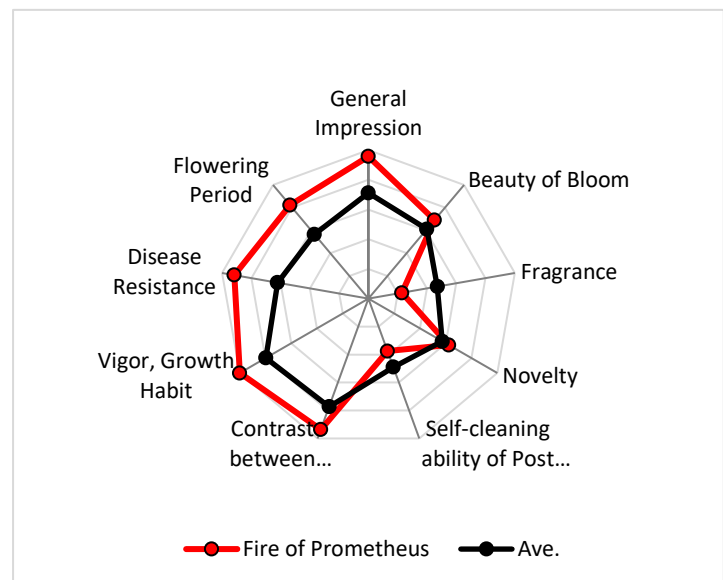 General
Impression
Beauty of Bloom
Fragrance
Novelty
Self-cleaning
ability of Post…
Contrast
between…
Vigor, Growth
Habit
Disease
Resistance
Flowering
Period
Fire of Prometheus
Ave.